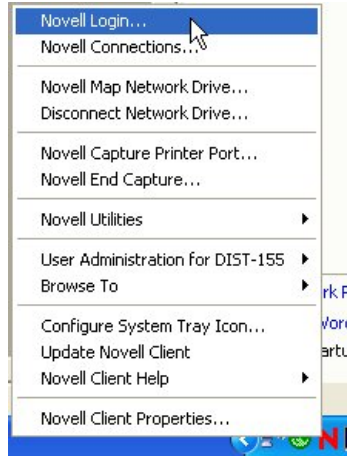 Novell Login...
Novell Connections...
Novell Map Network Drive...
Disconnect Network Drive...
Novell Capture Printer Port...
Novell End Capture...
Novell Utilities
User Administration for DIST-155
Browse To
Configure System Tray Icon...
Update Novell Client
Novell Client Help
Novell Client Properties...
N